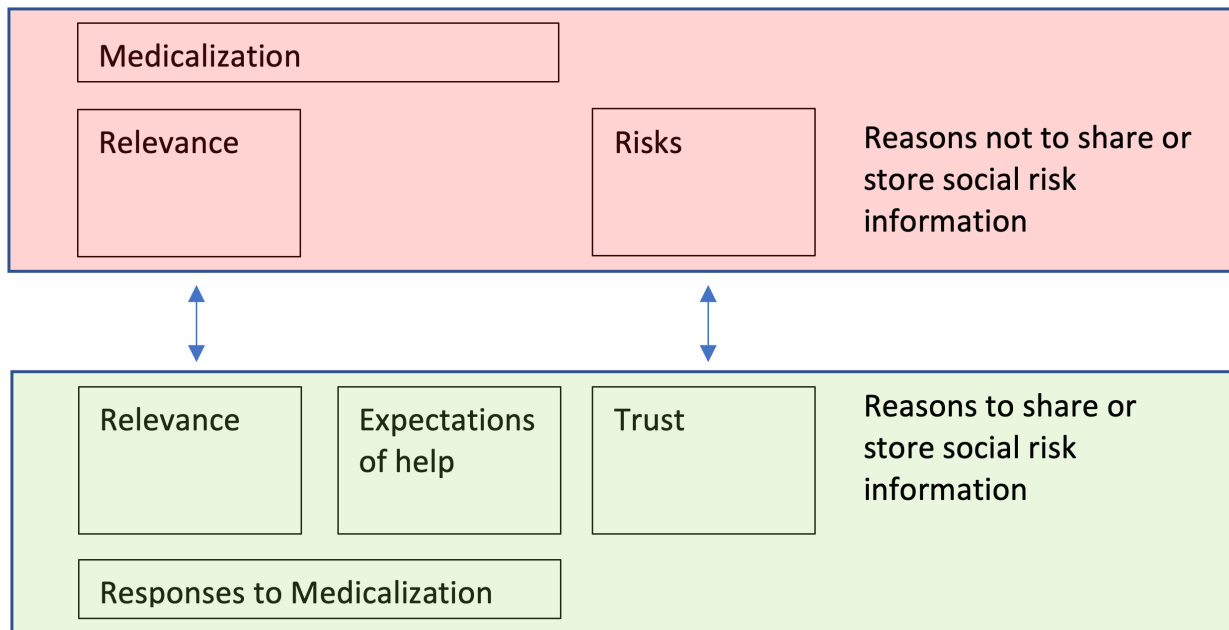 Medicalization
Relevance
Risks
Reasons not to share or
store social risk
information
Relevance
Expectations
of help
Trust
Reasons to share or
store social risk
information
Responses to Medicalization